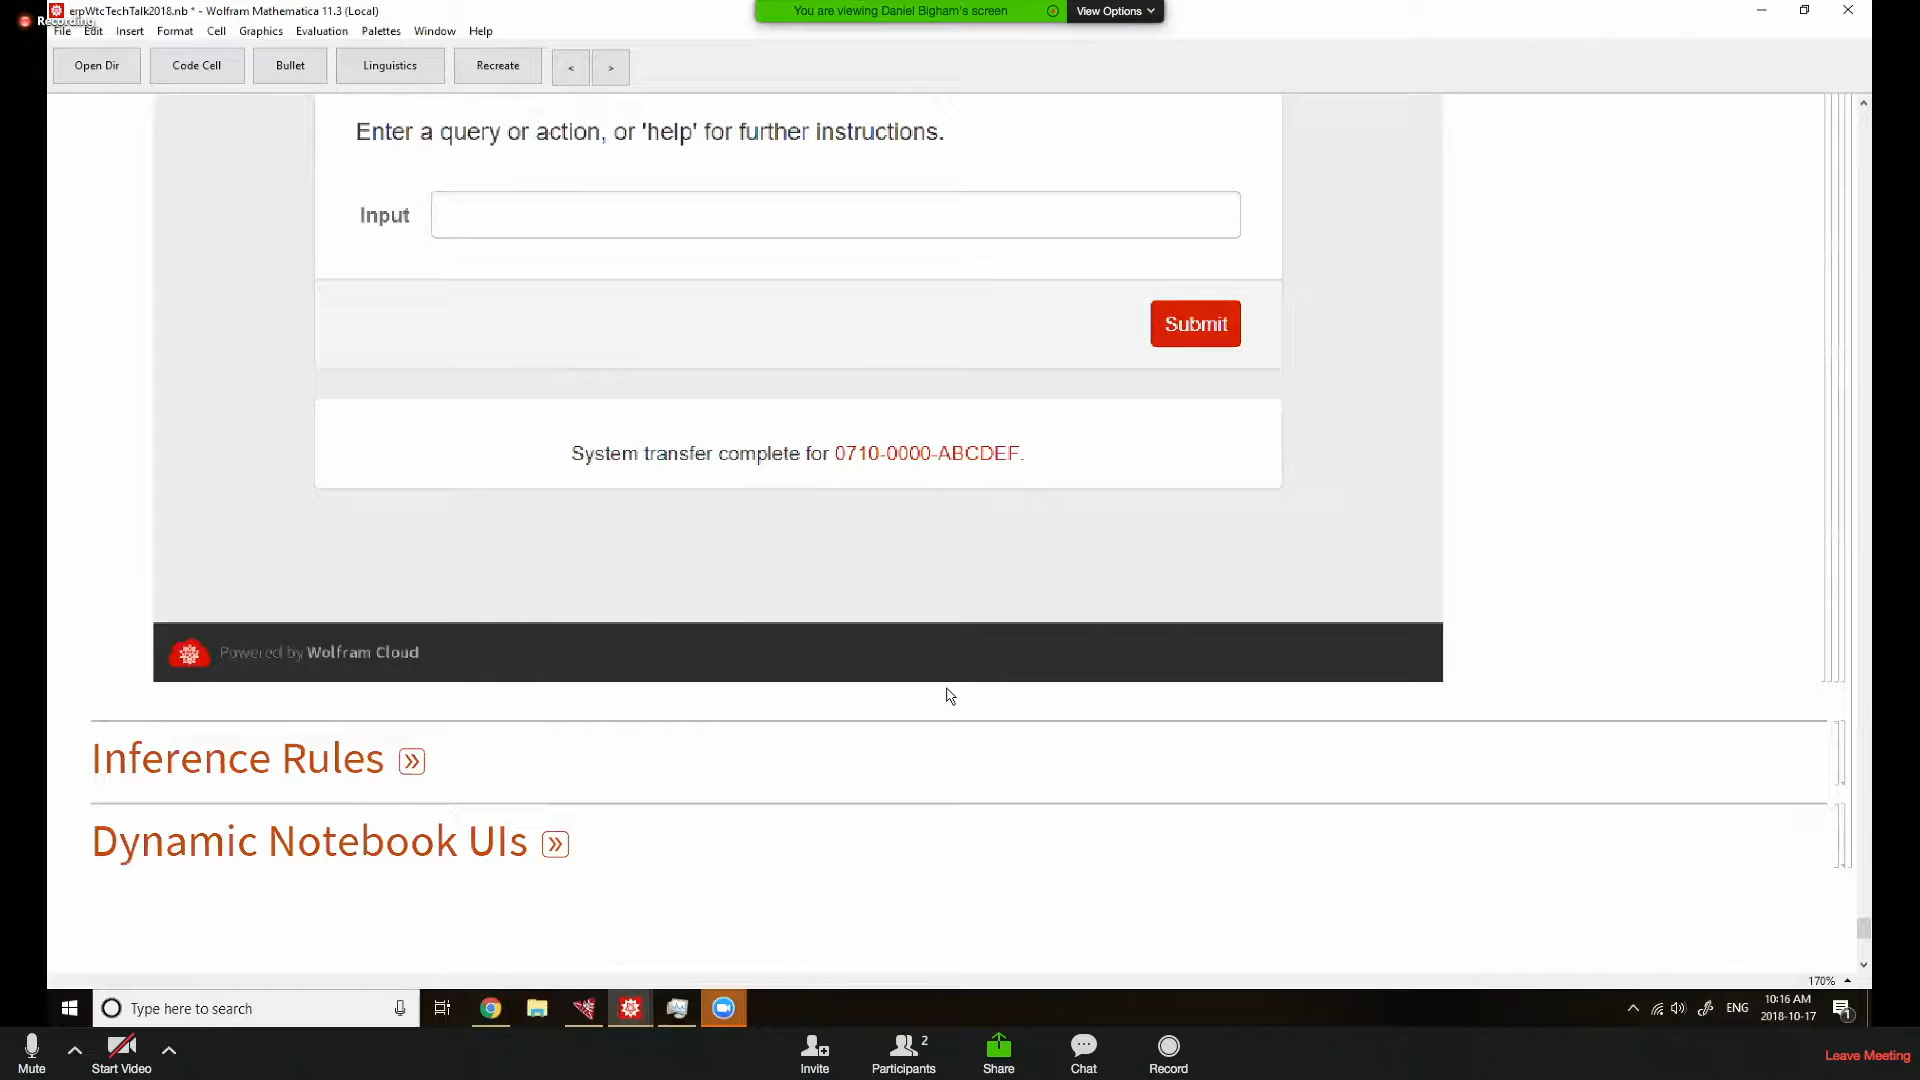 Recording
erpWtcTechTalk2018.nb * - Wolfram Mathematica 11.3 (Local)
You are viewing Daniel Bigham's screen
View Options
File Edit Insert Format Cell Graphics Evaluation Palettes Window Help
Open Dir Code Cell Bullet Linguistics Recreate < >
Enter a query or action, or 'help' for further instructions.
Input
Submit
System transfer complete for 0710-0000-ABCDEF.
Powered by Wolfram Cloud
Inference Rules »
Dynamic Notebook UIs »
170%
Type here to search
ENG
10:16 AM
2018-10-17
1
Mute
Start Video
Invite
Participants 2
Share
Chat
Record
Leave Meeting